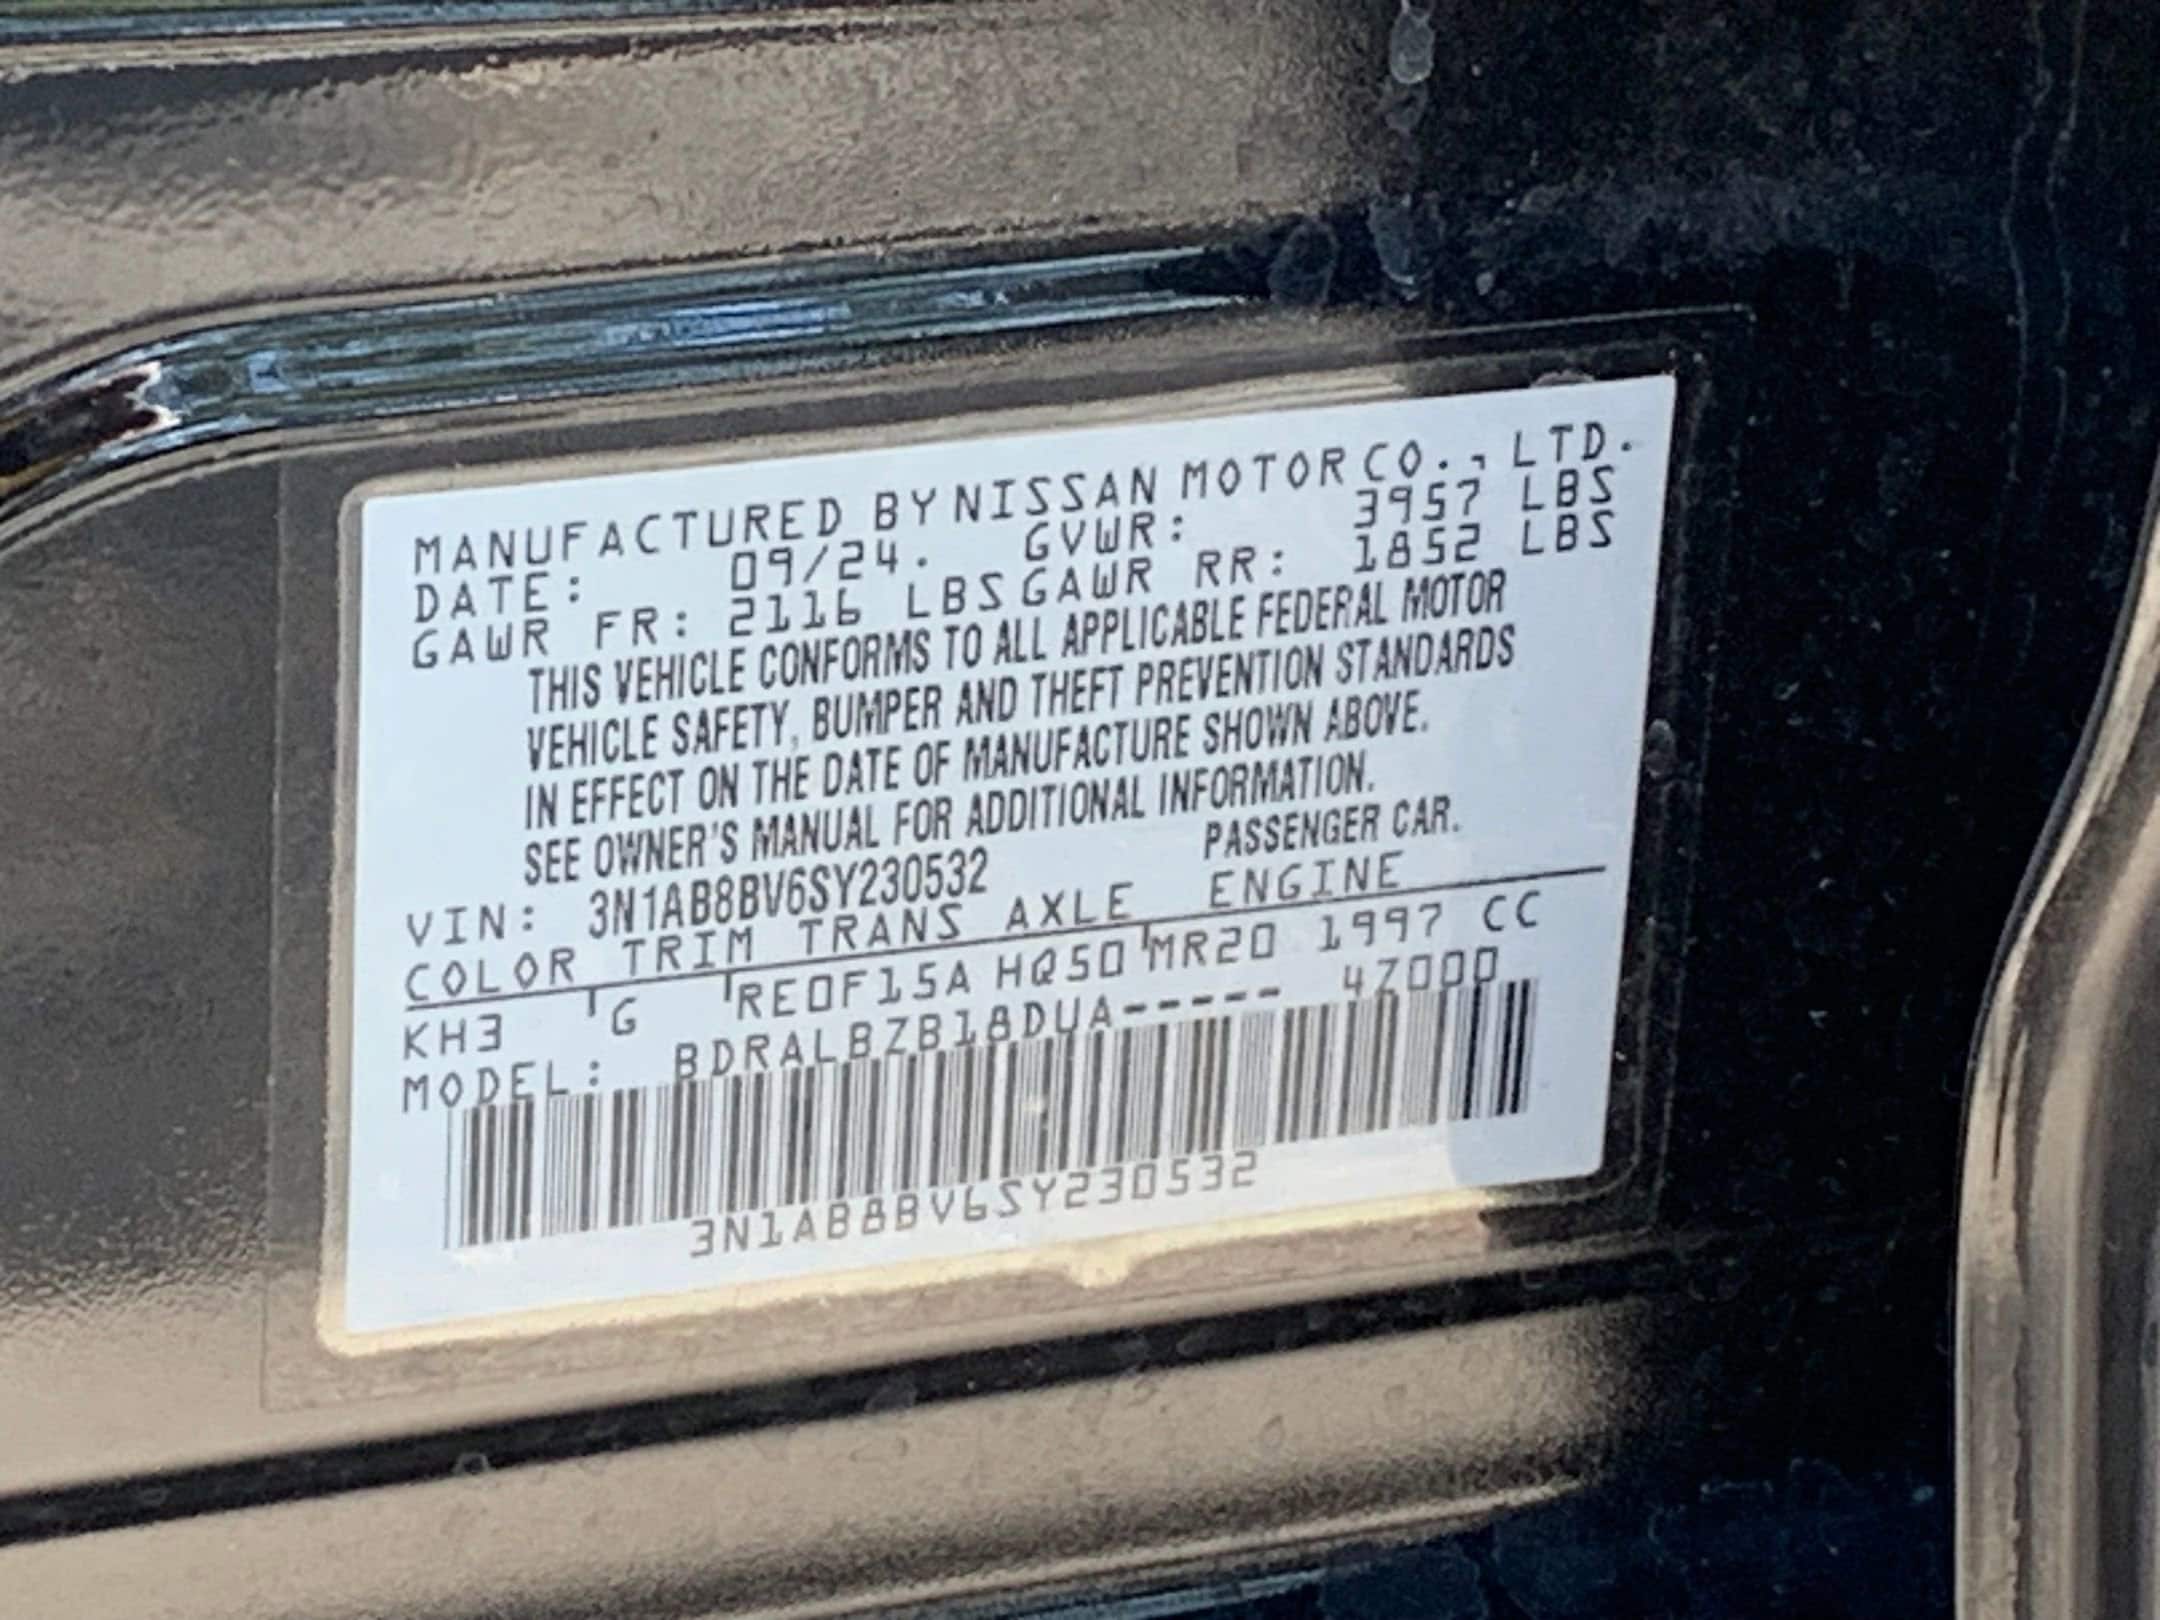 MANUFACTURED BY NISSAN MOTOR CO., LTD.
DATE: 09/24. GVWR: 3957 LBS
GAWR FR: 2116 LBS GAWR RR: 1852 LBS
THIS VEHICLE CONFORMS TO ALL APPLICABLE FEDERAL MOTOR
VEHICLE SAFETY, BUMPER AND THEFT PREVENTION STANDARDS
IN EFFECT ON THE DATE OF MANUFACTURE SHOWN ABOVE.
SEE OWNER'S MANUAL FOR ADDITIONAL INFORMATION.
VIN: 3N1AB8BV6SY230532 PASSENGER CAR.
COLOR TRIM TRANS AXLE ENGINE
KH3 G RE0F15A HQ50 MR20 1997 CC
MODEL: BDRALBZB18DUA----- 4Z000
3N1AB8BV6SY230532